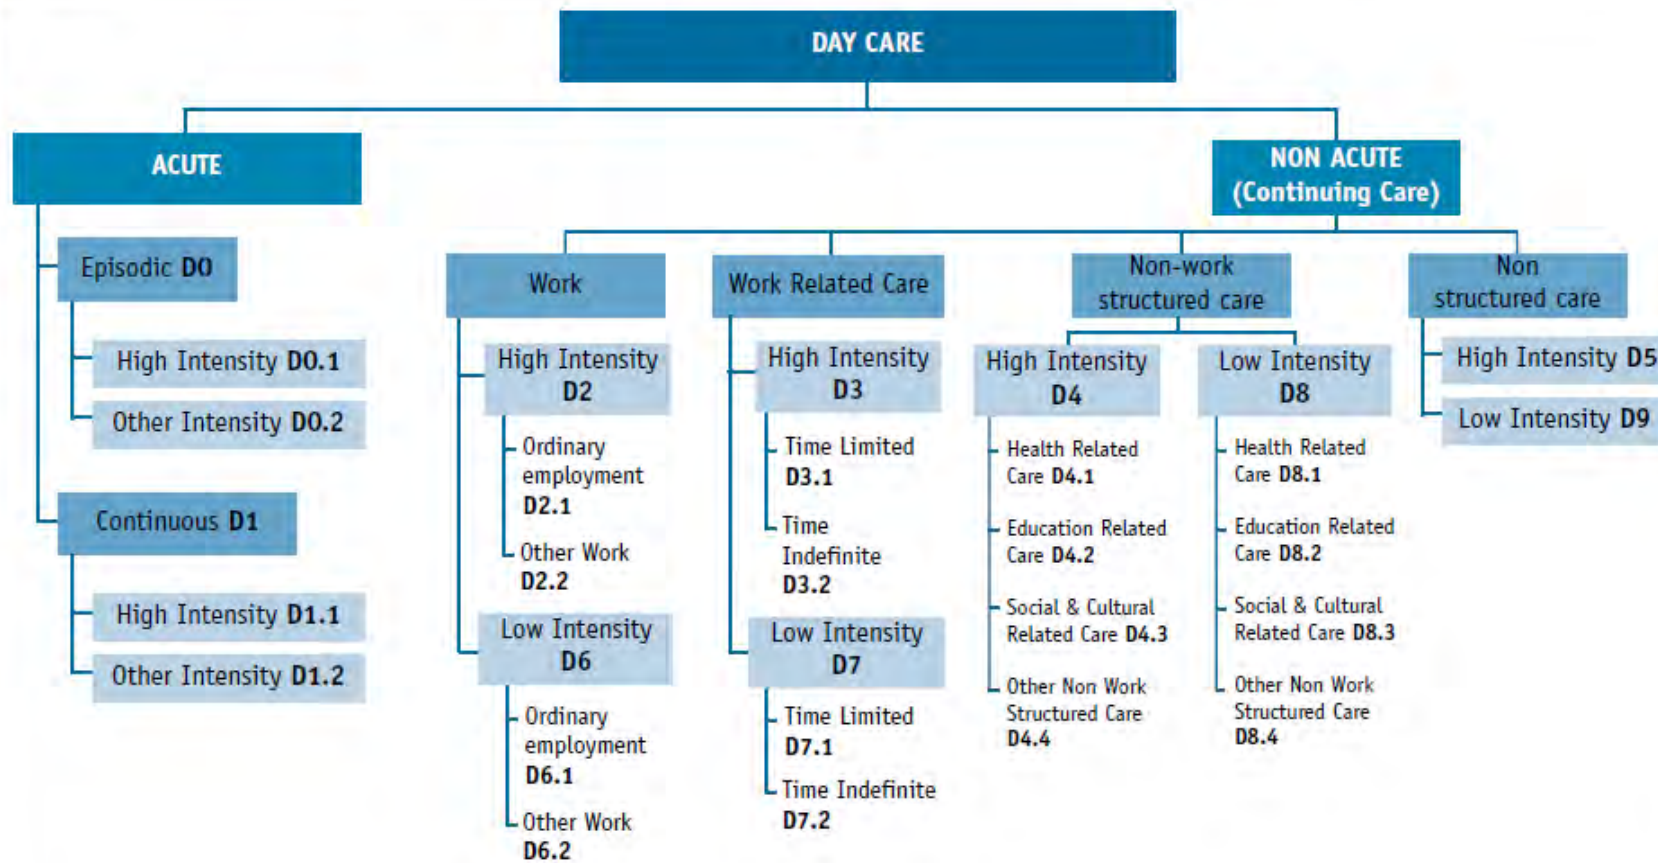 DAY CARE
ACUTE
NON ACUTE
(Continuing Care)
Episodic D0
High Intensity D0.1
Other Intensity D0.2
Continuous D1
High Intensity D1.1
Other Intensity D1.2
Work
High Intensity
D2
Ordinary
employment
D2.1
Other Work
D2.2
Low Intensity
D6
Ordinary
employment
D6.1
Other Work
D6.2
Work Related Care
High Intensity
D3
Time Limited
D3.1
Time
Indefinite
D3.2
Low Intensity
D7
Time Limited
D7.1
Time Indefinite
D7.2
Non-work
structured care
High Intensity
D4
Health Related
Care D4.1
Education Related
Care D4.2
Social & Cultural
Related Care D4.3
Other Non Work
Structured Care
D4.4
Low Intensity
D8
Health Related
Care D8.1
Education Related
Care D8.2
Social & Cultural
Related Care D8.3
Other Non Work
Structured Care
D8.4
Non
structured care
High Intensity D5
Low Intensity D9